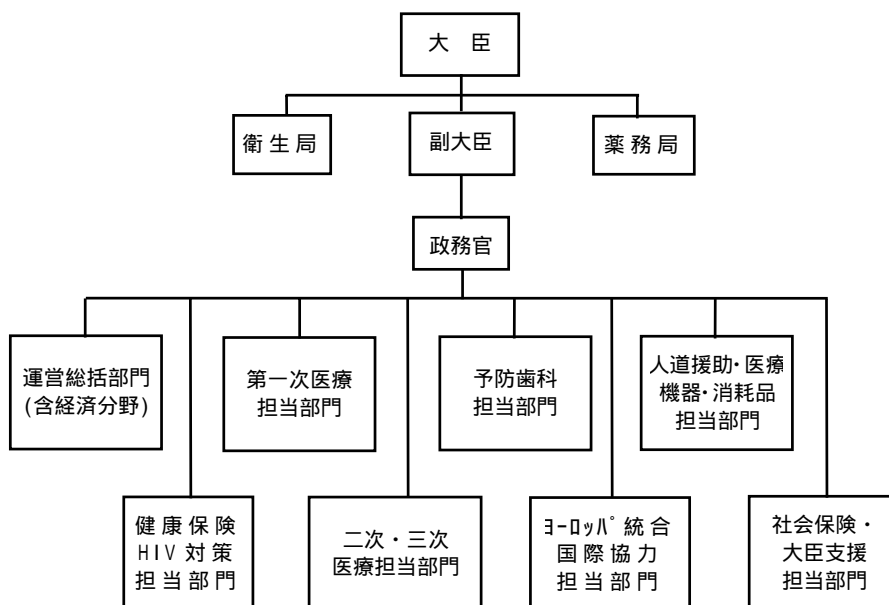 大 臣
衛生局
副大臣
薬務局
政務官
運営総括部門
(含経済分野)
第一次医療
担当部門
予防歯科
担当部門
人道援助・医療
機器・消耗品
担当部門
健康保険
HIV対策
担当部門
二次・三次
医療担当部門
ﾖｰﾛｯﾊﾟ統合
国際協力
担当部門
社会保険・
大臣支援
担当部門